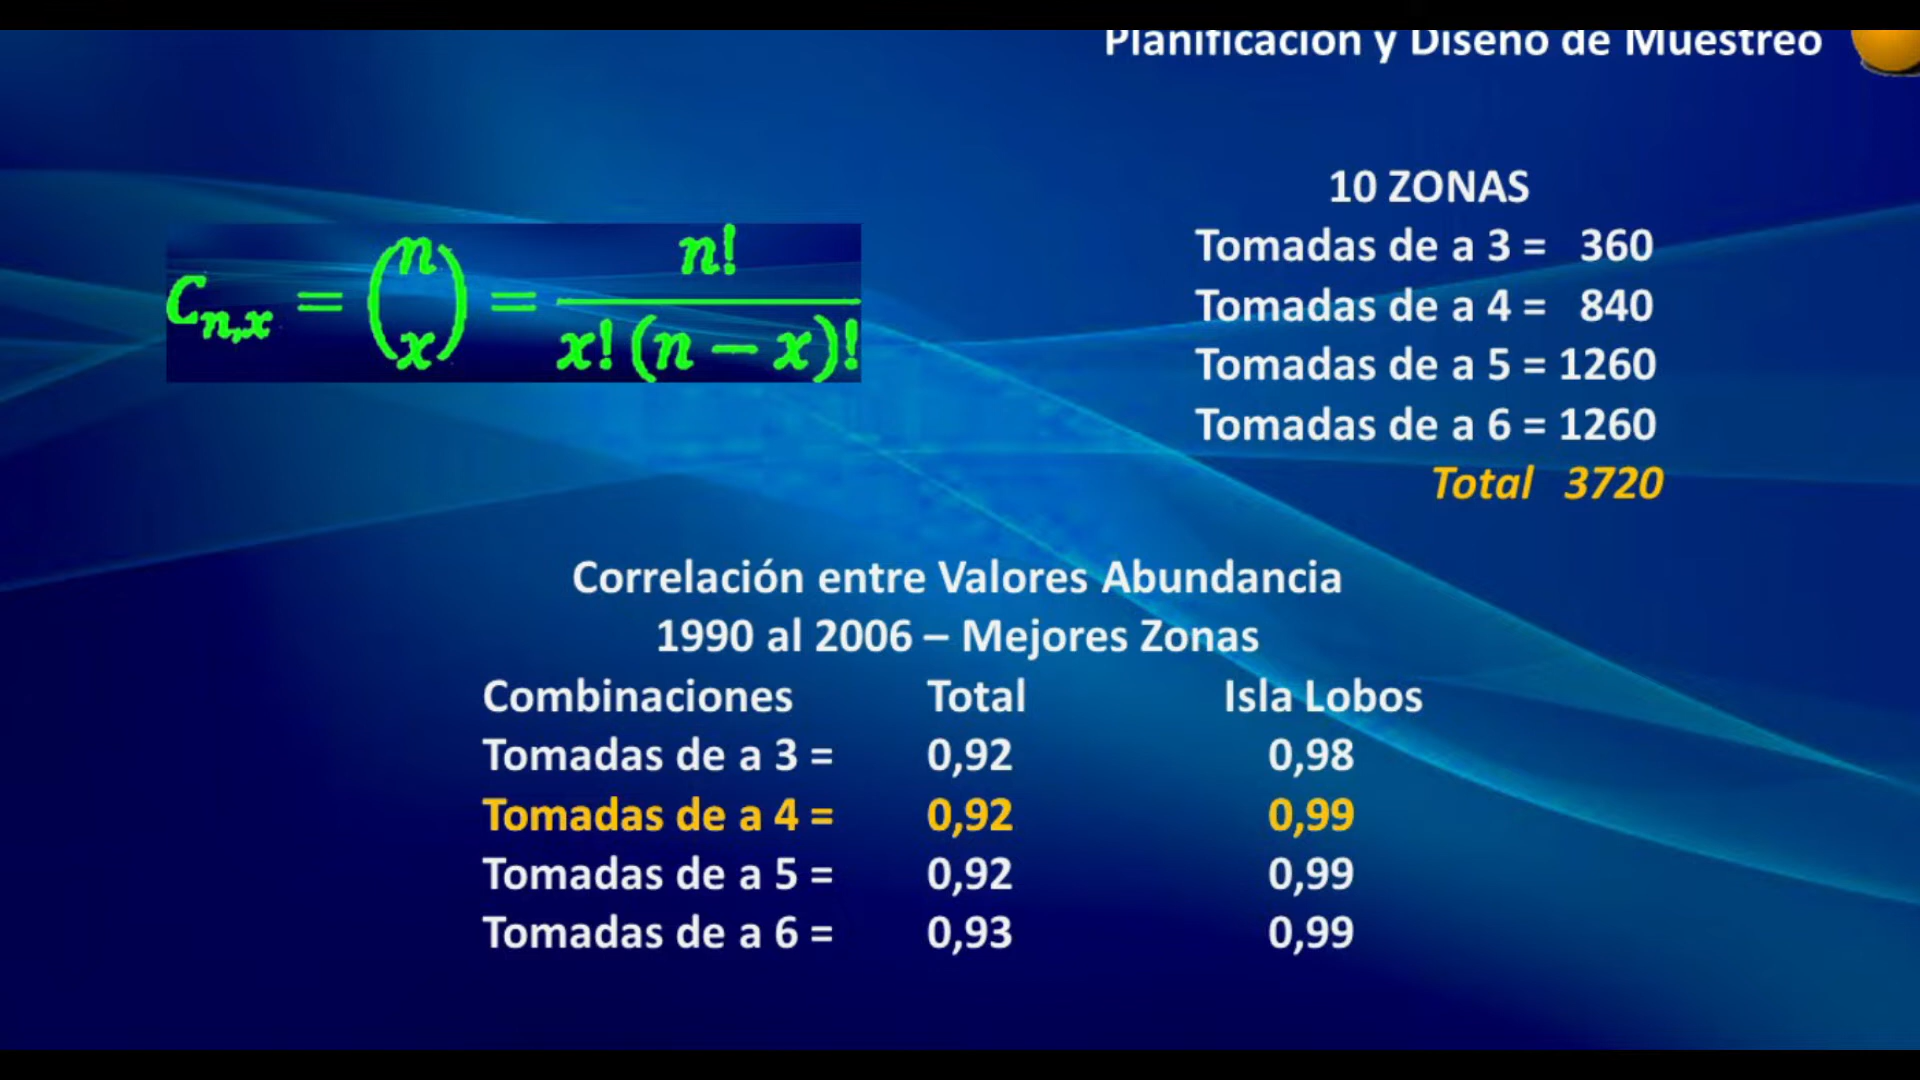 Planificación y Diseño de Muestreo
C_{n,x} = \binom{n}{x} = \frac{n!}{x!(n-x)!}
10 ZONAS
Tomadas de a 3 = 360
Tomadas de a 4 = 840
Tomadas de a 5 = 1260
Tomadas de a 6 = 1260
Total 3720
Correlación entre Valores Abundancia
1990 al 2006 – Mejores Zonas
Combinaciones Total Isla Lobos
Tomadas de a 3 = 0,92 0,98
Tomadas de a 4 = 0,92 0,99
Tomadas de a 5 = 0,92 0,99
Tomadas de a 6 = 0,93 0,99